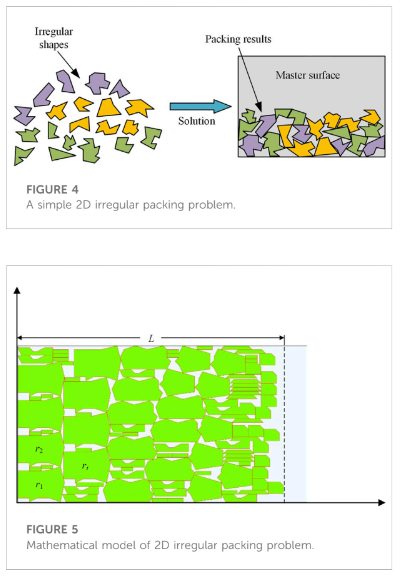 Irregular
shapes
Packing results
Master surface
Solution
FIGURE 4
A simple 2D irregular packing problem.
L
r2
rs
r1
FIGURE 5
Mathematical model of 2D irregular packing problem.